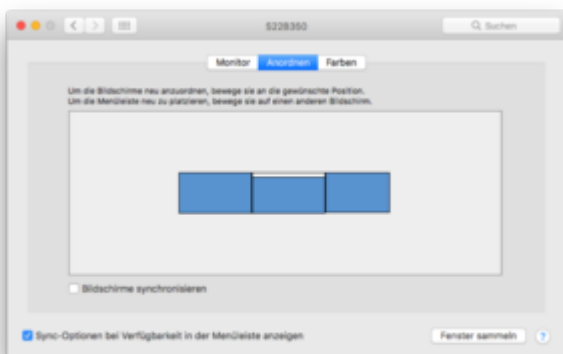 5228350
Suchen
Monitor Anordnen Farben
Um die Bildschirme neu anzuordnen, bewege sie an die gewünschte Position.
Um die Menüleiste neu zu platzieren, bewege sie auf einen anderen Bildschirm.
Bildschirme synchronisieren
Sync-Optionen bei Verfügbarkeit in der Menüleiste anzeigen
Fenster sammeln
?